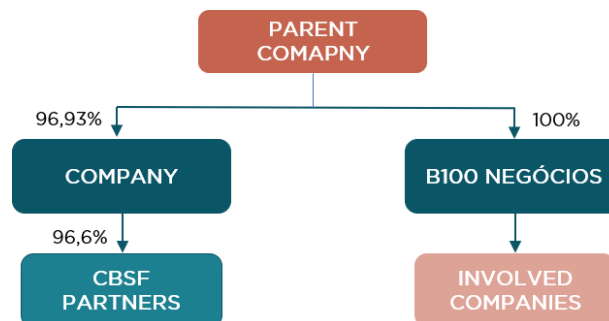 PARENT
COMAPNY
96,93%
100%
COMPANY
B100 NEGÓCIOS
96,6%
CBSF
PARTNERS
INVOLVED
COMPANIES